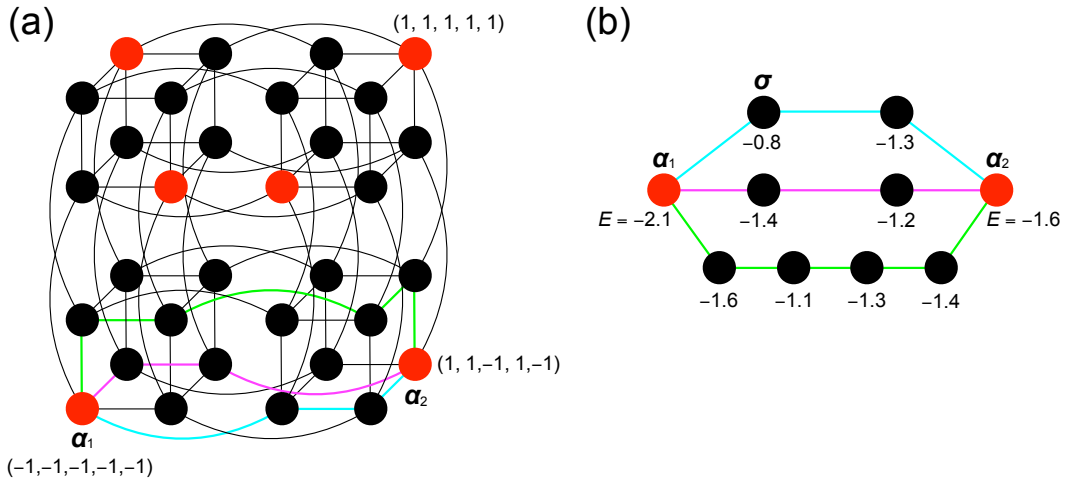 (a)
(1, 1, 1, 1, 1)
α₁
(−1,−1,−1,−1,−1)
(1, 1,−1, 1,−1)
α₂
(b)
σ
−0.8
−1.3
α₁
α₂
E = −2.1
−1.4
−1.2
E = −1.6
−1.6
−1.1
−1.3
−1.4